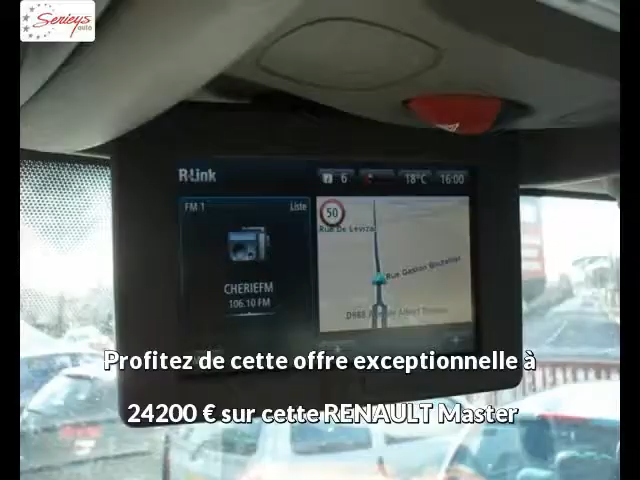 Serieys
auto
R-Link
6
18°C
16:00
FM 1
Liste
50
Rue De Leviza
CHERIEFM
106.10 FM
Rue Gaston
D988
Albert
Profitez de cette offre exceptionnelle à
24200 € sur cette RENAULT Master